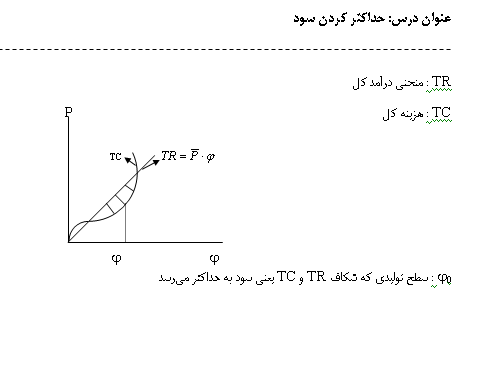 عنوان درس: حداکثر کردن سود
TR : منحنی درآمد کل
TC : هزینه کل
P
TC
TR = P̅ · φ
φ
φ
φ₀ : سطح تولیدی که شکاف TR و TC یعنی سود به حداکثر می‌رسد